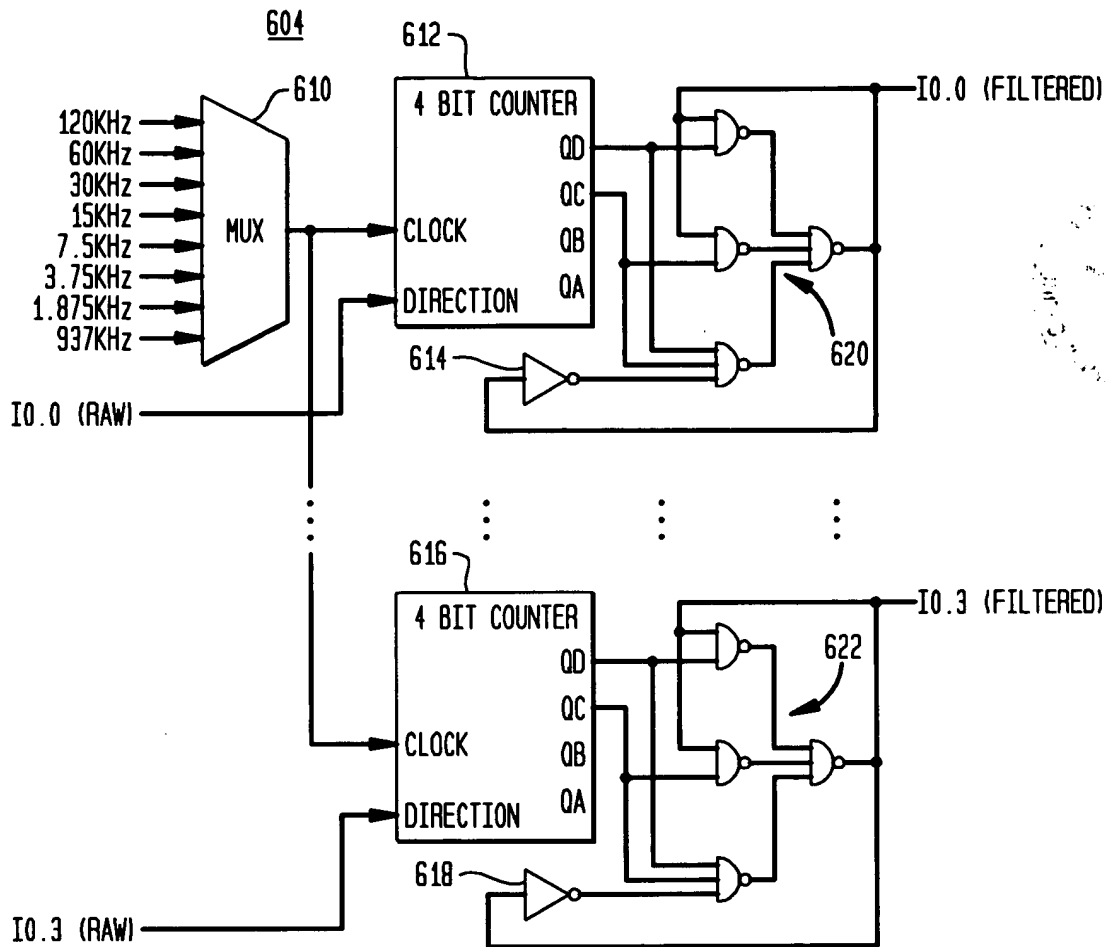 604
612
610
4 BIT COUNTER
I0.0 (FILTERED)
120KHz
60KHz
30KHz
15KHz
7.5KHz
3.75KHz
1.875KHz
937KHz
MUX
QD
QC
QB
QA
CLOCK
DIRECTION
614
620
I0.0 (RAW)
616
4 BIT COUNTER
I0.3 (FILTERED)
QD
QC
QB
QA
CLOCK
DIRECTION
622
618
I0.3 (RAW)